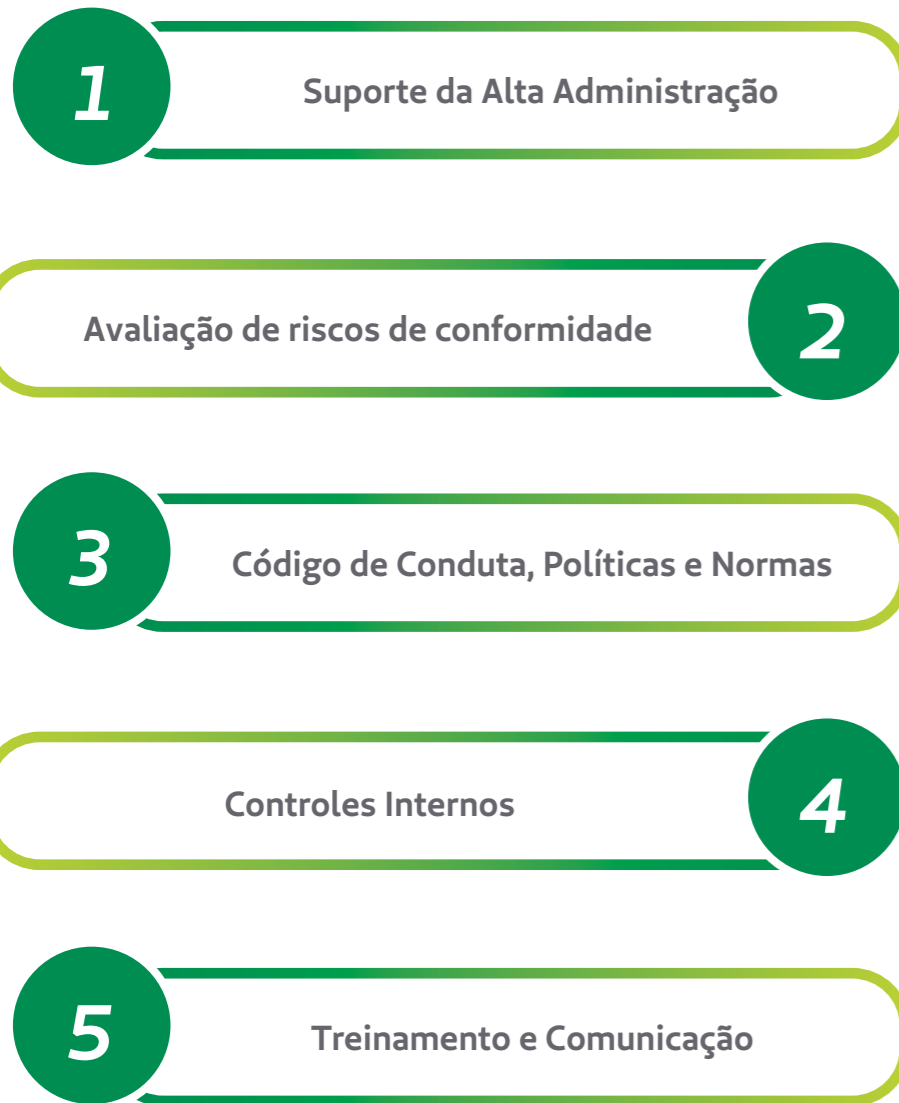 1
Suporte da Alta Administração
Avaliação de riscos de conformidade
2
3
Código de Conduta, Políticas e Normas
Controles Internos
4
5
Treinamento e Comunicação